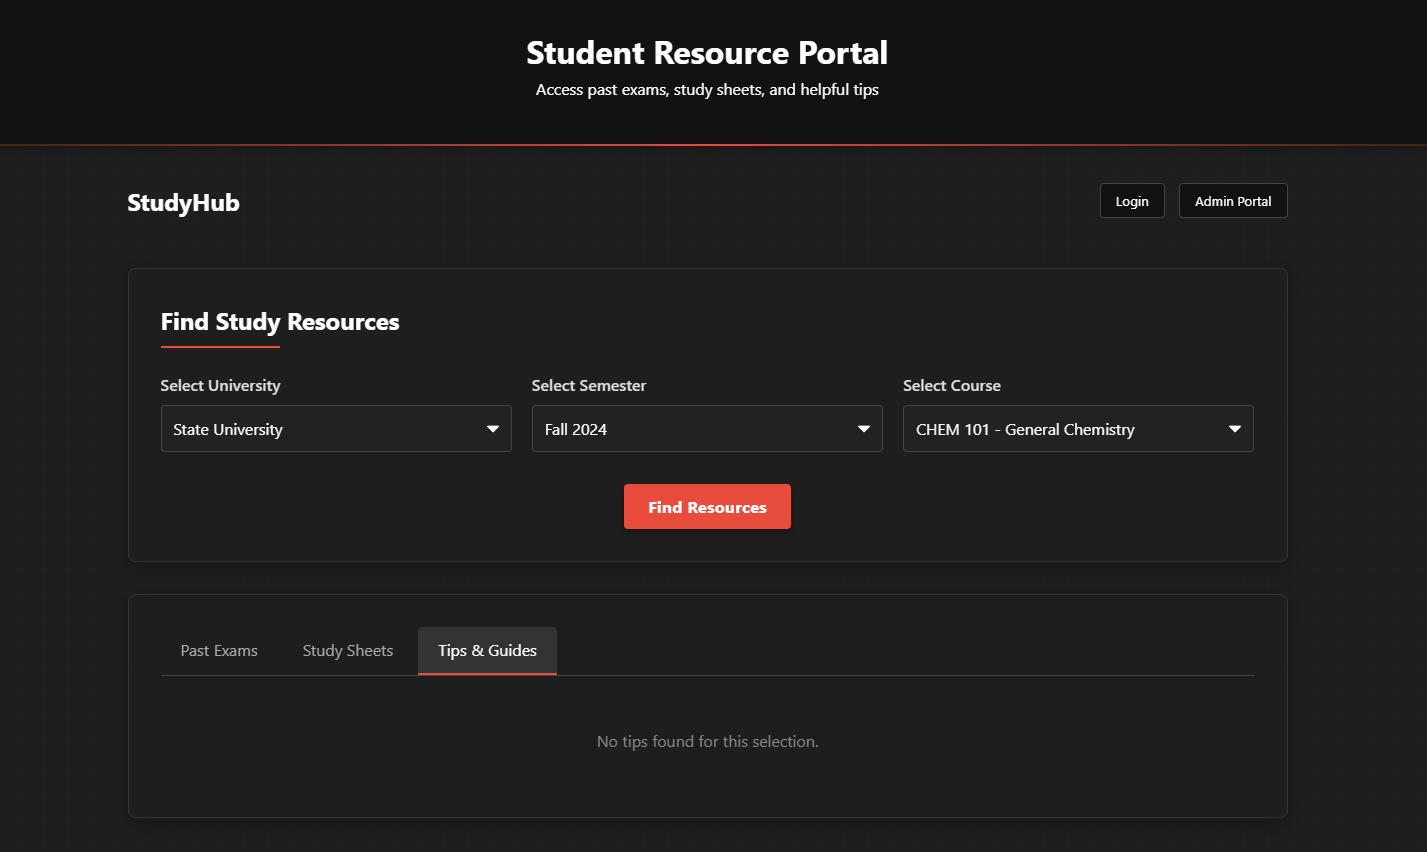 Student Resource Portal
Access past exams, study sheets, and helpful tips
StudyHub
Login
Admin Portal
Find Study Resources
Select University
Select Semester
Select Course
State University
Fall 2024
CHEM 101 - General Chemistry
Find Resources
Past Exams
Study Sheets
Tips & Guides
No tips found for this selection.